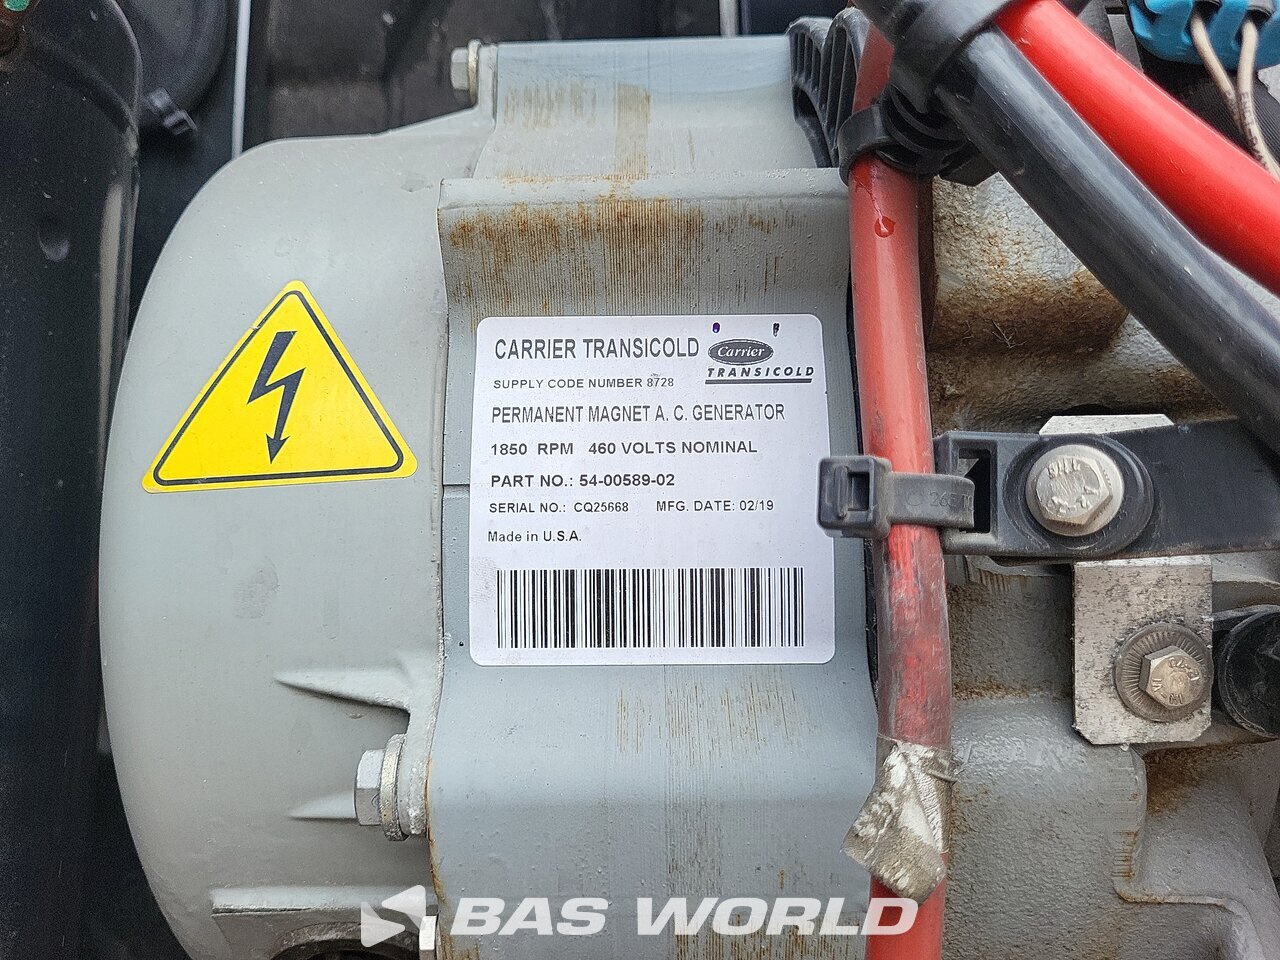 CARRIER TRANSICOLD
Carrier
TRANSICOLD
SUPPLY CODE NUMBER 8728
PERMANENT MAGNET A. C. GENERATOR
1850 RPM 460 VOLTS NOMINAL
PART NO.: 54-00589-02
SERIAL NO.: CQ25668 MFG. DATE: 02/19
Made in U.S.A.
BAS WORLD